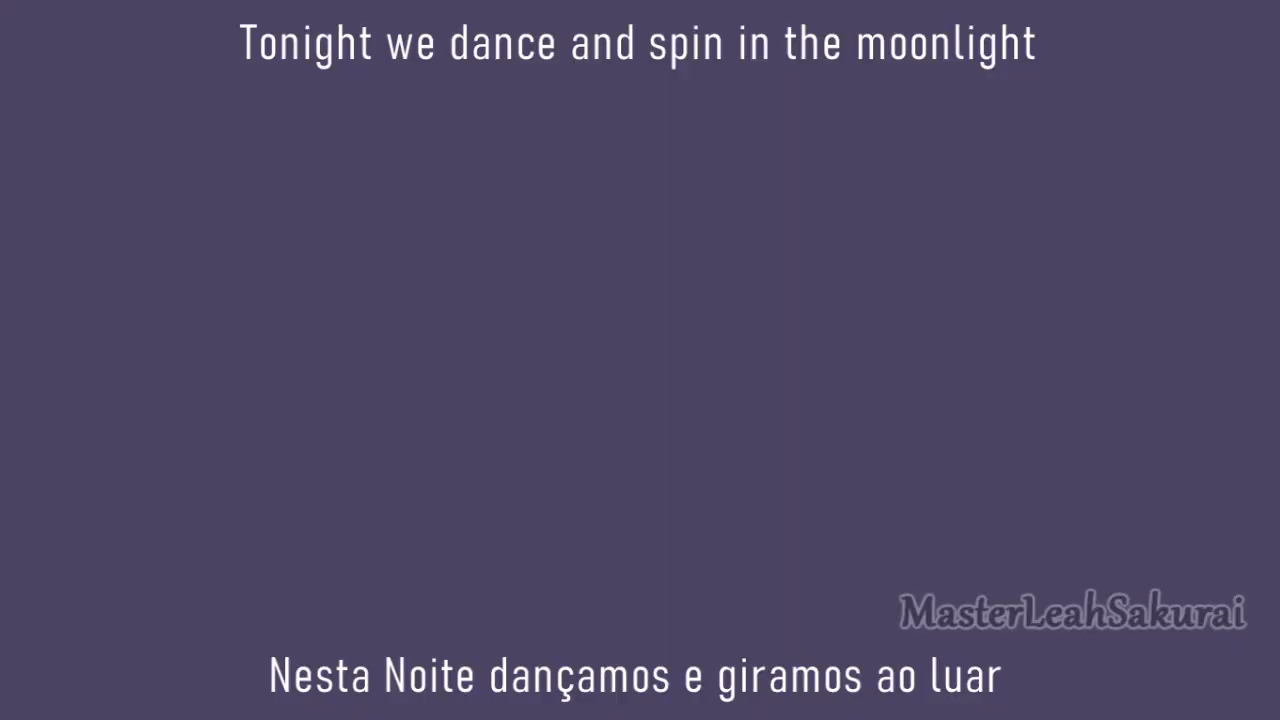 Tonight we dance and spin in the moonlight
MasterLeahSakurai
Nesta Noite dançamos e giramos ao luar